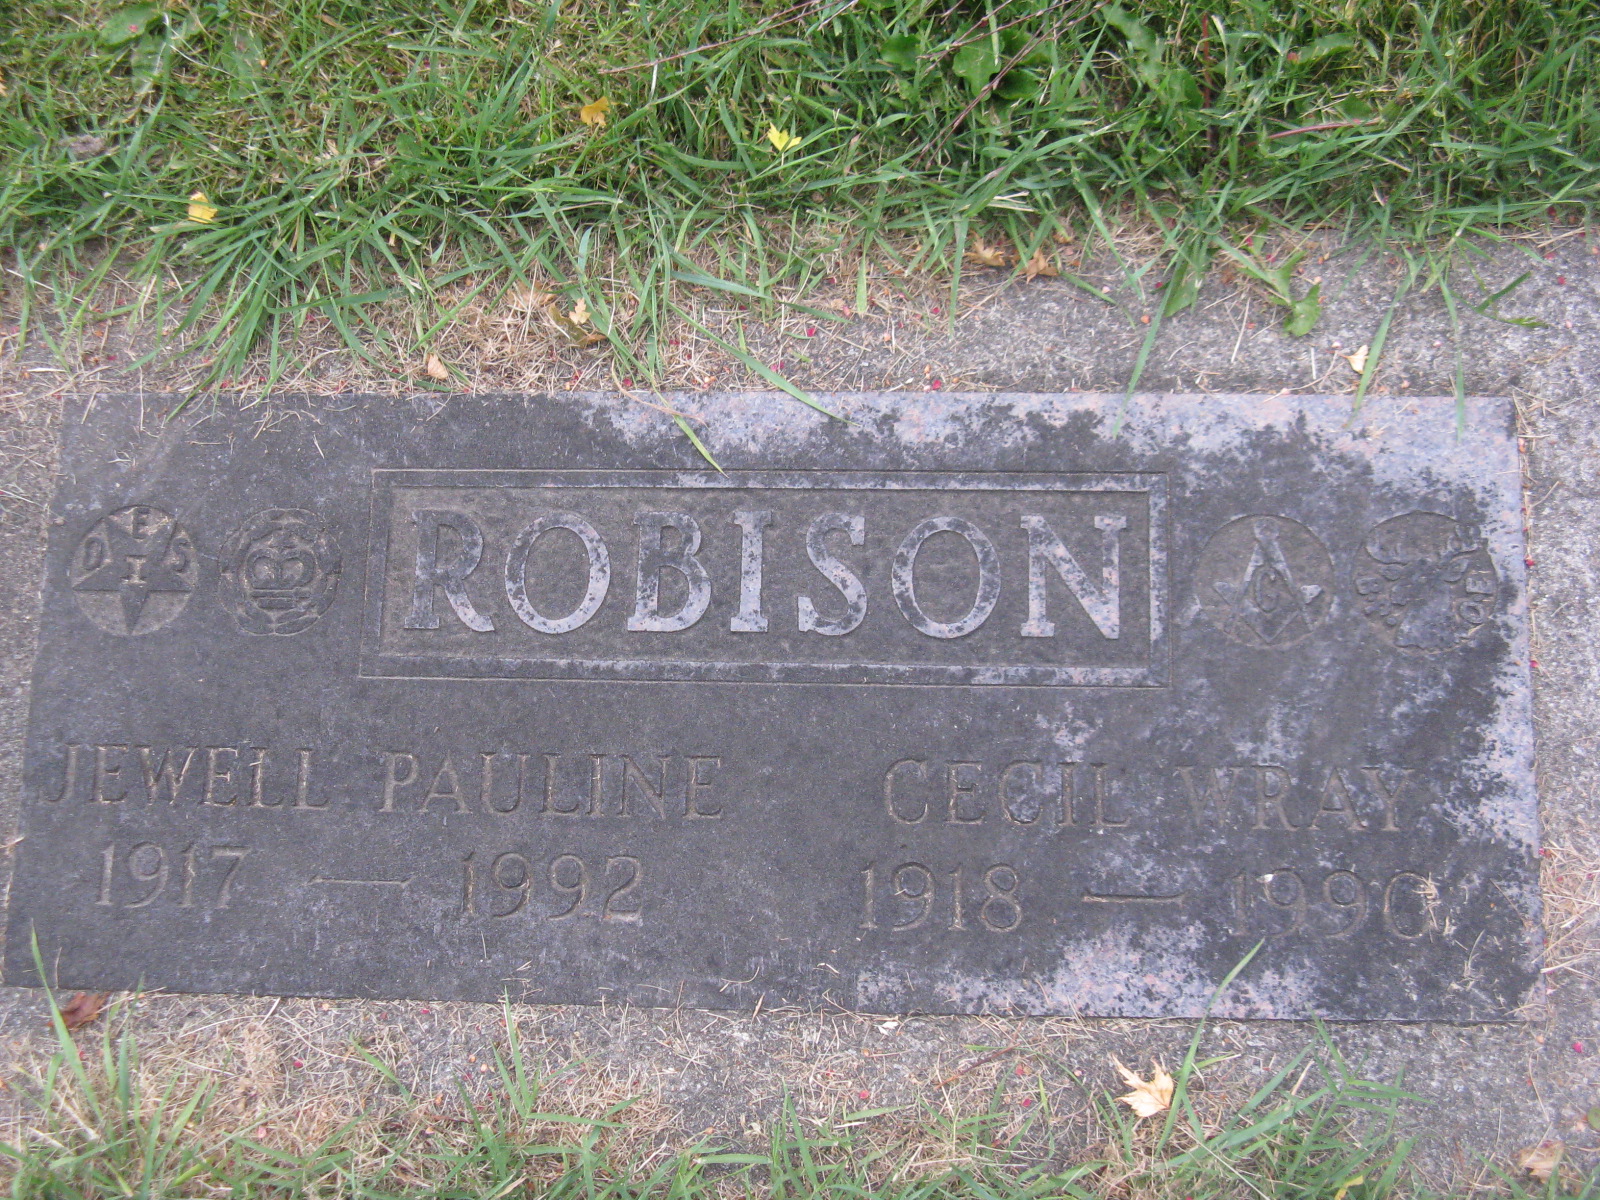 ROBISON
JEWELL PAULINE
1917 — 1992
CECIL WRAY
1918 — 1990